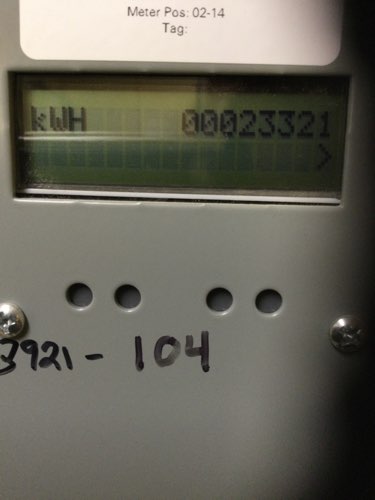 Meter Pos: 02-14
Tag:
kWH 00023321
>
3921- 104